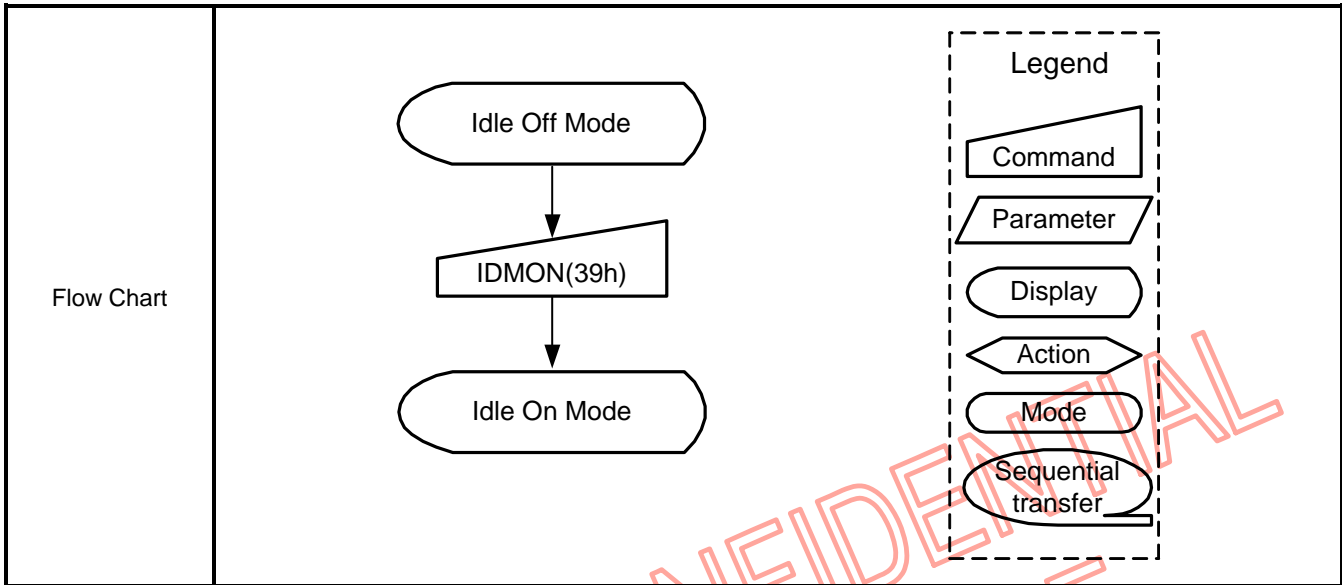 Flow Chart
Idle Off Mode
IDMON(39h)
Idle On Mode
Legend
Command
Parameter
Display
Action
Mode
Sequential
transfer